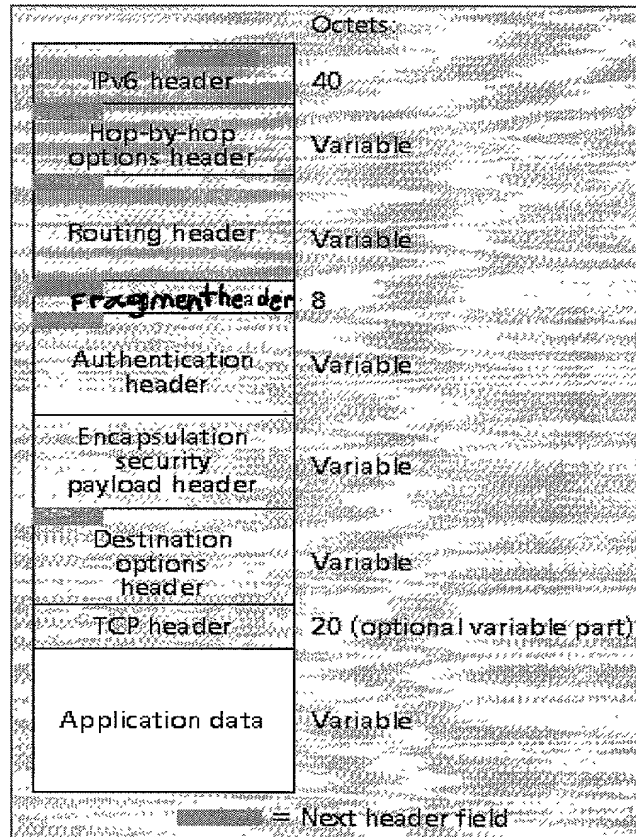 Octets:
IPv6 header 40
Hop-by-hop
options header Variable
Routing header Variable
Fragment header 8
Authentication
header Variable
Encapsulation
security
payload header Variable
Destination
options
header Variable
TCP header 20 (optional variable part)
Application data Variable
= Next header field